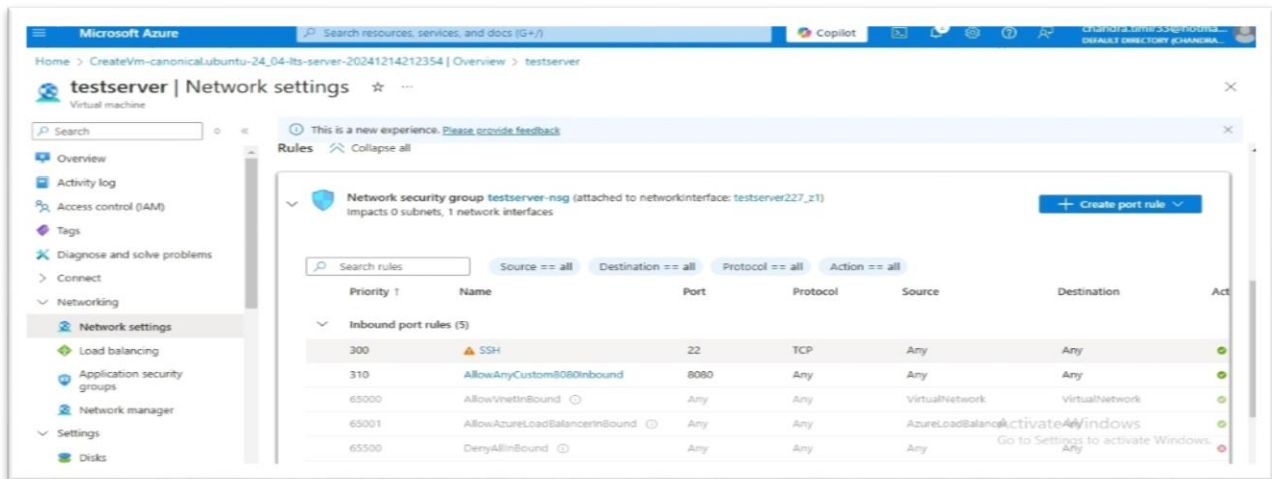 Microsoft Azure
Search resources, services, and docs (G+/)
Copilot
DEFAULT DIRECTORY (CHANDRA...
Home > CreateVm-canonical.ubuntu-24_04-lts-server-20241214212354 | Overview > testserver
testserver | Network settings
Virtual machine
Search
This is a new experience. Please provide feedback
Rules Collapse all
Overview
Activity log
Access control (IAM)
Tags
Diagnose and solve problems
Connect
Networking
Network settings
Load balancing
Application security
groups
Network manager
Settings
Disks
Network security group testserver-nsg (attached to networkinterface: testserver227_z1)
Impacts 0 subnets, 1 network interfaces
+ Create port rule
Search rules
Source == all Destination == all Protocol == all Action == all
Priority ↑ Name Port Protocol Source Destination Act
Inbound port rules (5)
300 SSH 22 TCP Any Any
310 AllowAnyCustom8080Inbound 8080 Any Any Any
65000 AllowVnetInBound Any Any VirtualNetwork VirtualNetwork
65001 AllowAzureLoadBalancerInBound Any Any AzureLoadBalancer Any
65500 DenyAllInBound Any Any Any Any
Activate Windows
Go to Settings to activate Windows.